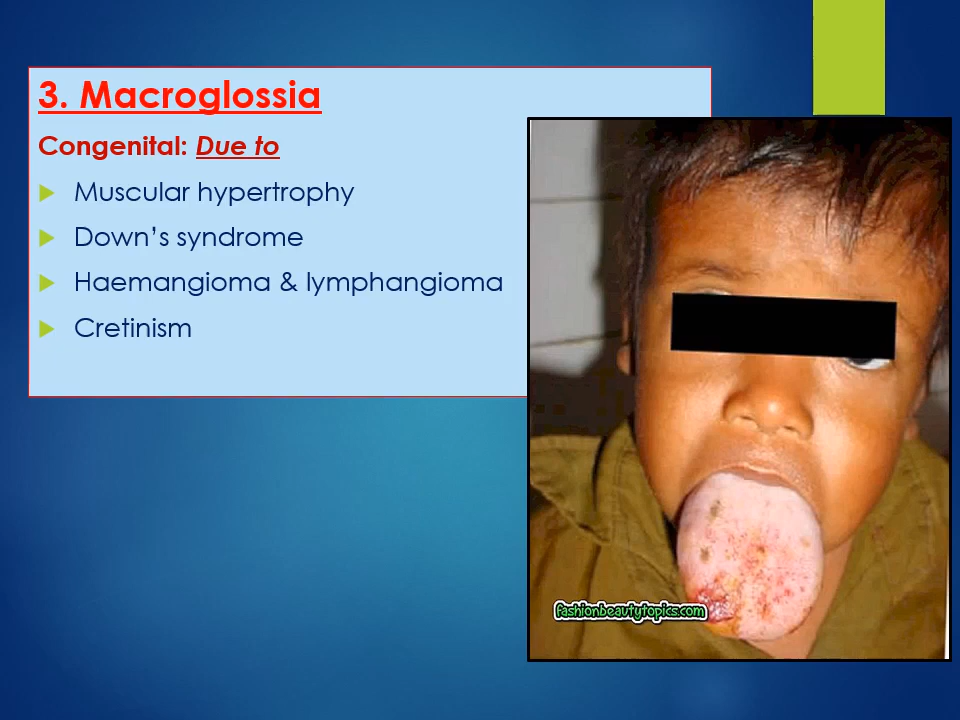 3. Macroglossia
Congenital: Due to
Muscular hypertrophy
Down’s syndrome
Haemangioma & lymphangioma
Cretinism
fashionbeautytopics.com